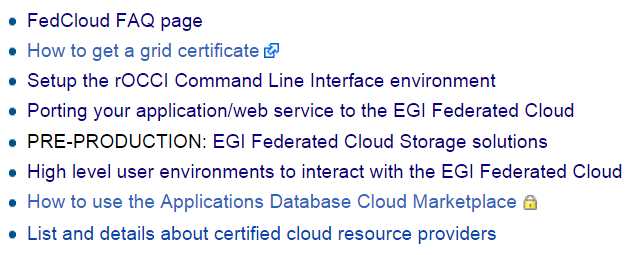 FedCloud FAQ page
How to get a grid certificate
Setup the rOCCI Command Line Interface environment
Porting your application/web service to the EGI Federated Cloud
PRE-PRODUCTION: EGI Federated Cloud Storage solutions
High level user environments to interact with the EGI Federated Cloud
How to use the Applications Database Cloud Marketplace
List and details about certified cloud resource providers